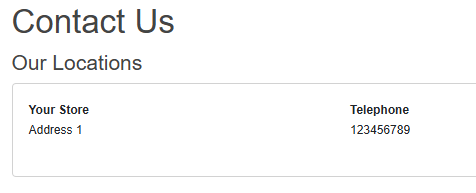 Contact Us
Our Locations
Your Store Telephone
Address 1 123456789